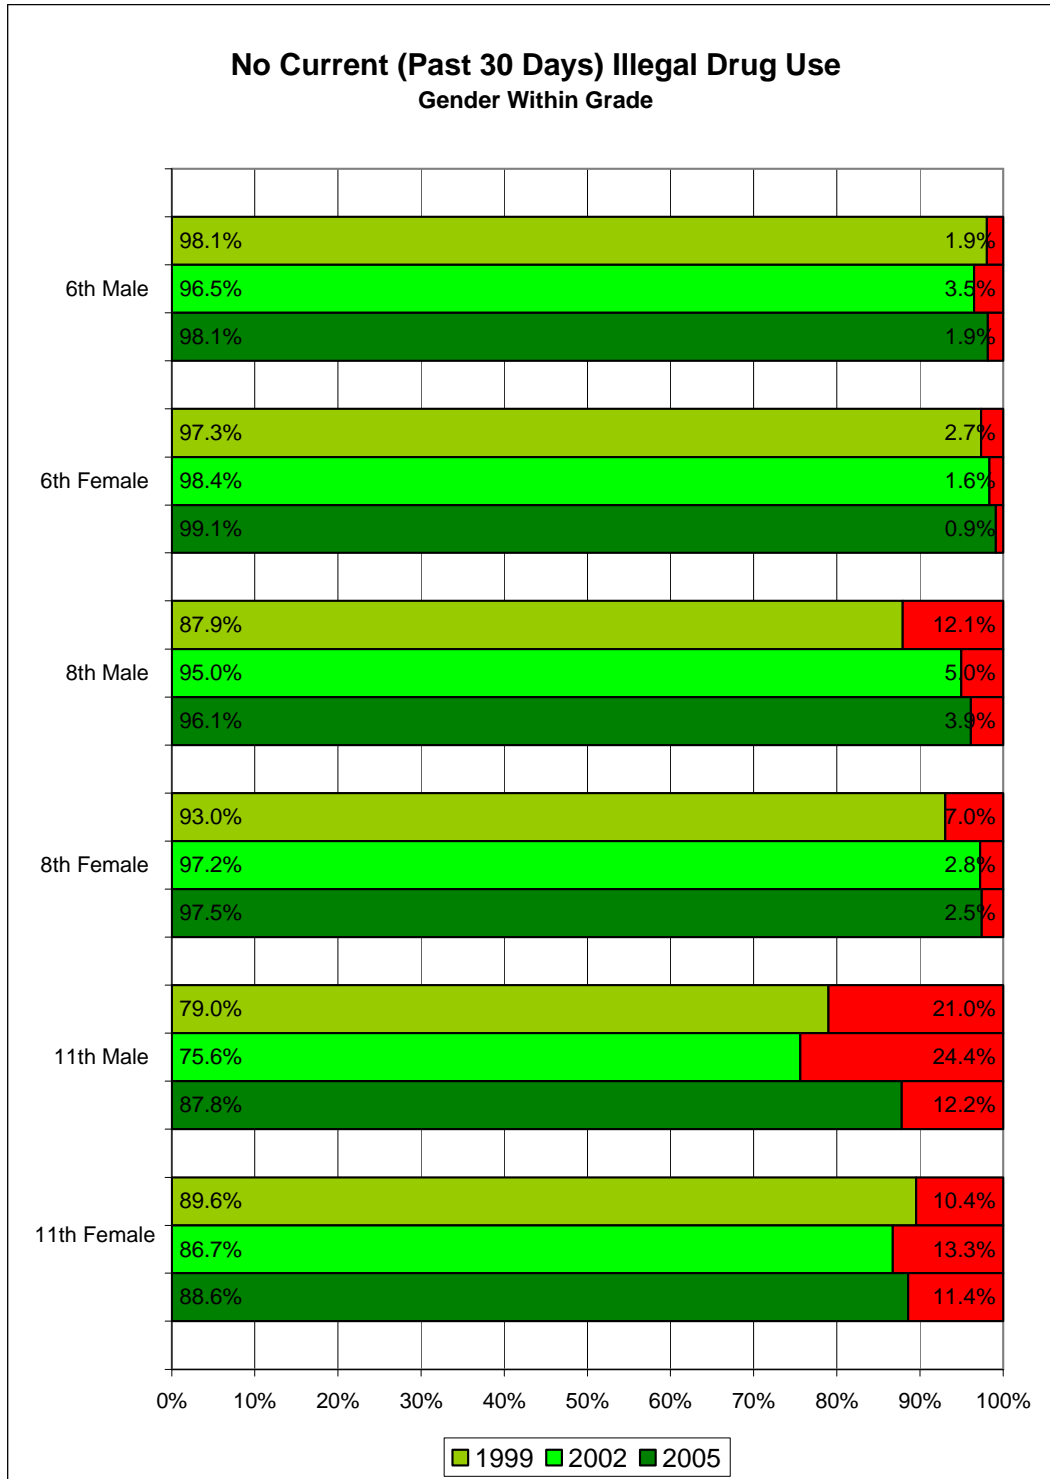 No Current (Past 30 Days) Illegal Drug Use
Gender Within Grade
98.1% 1.9%
6th Male 96.5% 3.5%
98.1% 1.9%
97.3% 2.7%
6th Female 98.4% 1.6%
99.1% 0.9%
87.9% 12.1%
8th Male 95.0% 5.0%
96.1% 3.9%
93.0% 7.0%
8th Female 97.2% 2.8%
97.5% 2.5%
79.0% 21.0%
11th Male 75.6% 24.4%
87.8% 12.2%
89.6% 10.4%
11th Female 86.7% 13.3%
88.6% 11.4%
0% 10% 20% 30% 40% 50% 60% 70% 80% 90% 100%
1999 2002 2005